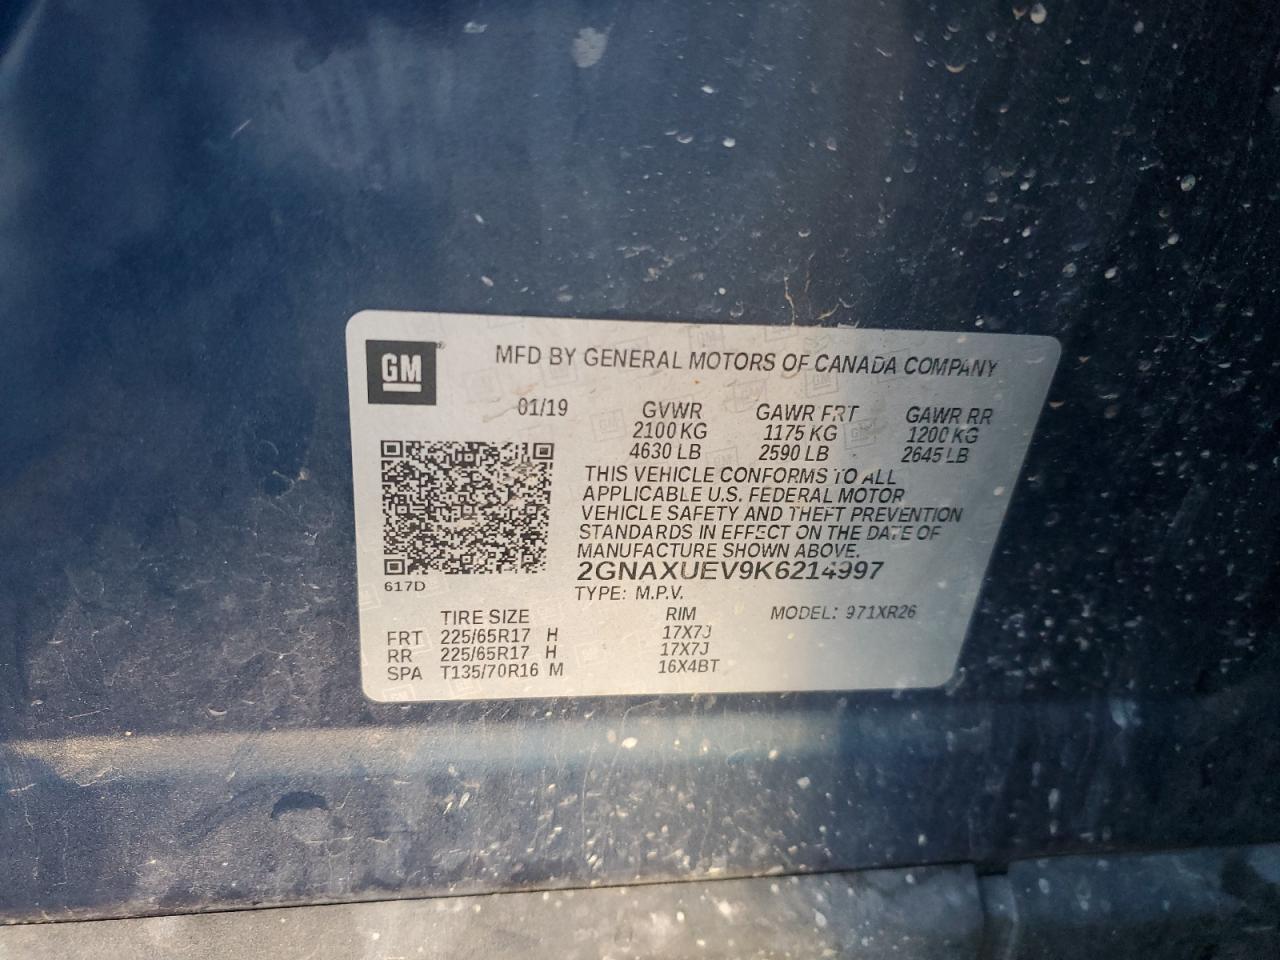 GM®
MFD BY GENERAL MOTORS OF CANADA COMPANY
01/19 GVWR GAWR FRT GAWR RR
2100 KG 1175 KG 1200 KG
4630 LB 2590 LB 2645 LB
THIS VEHICLE CONFORMS TO ALL
APPLICABLE U.S. FEDERAL MOTOR
VEHICLE SAFETY AND THEFT PREVENTION
STANDARDS IN EFFECT ON THE DATE OF
MANUFACTURE SHOWN ABOVE.
2GNAXUEV9K6214997
617D
TYPE: M.P.V.
TIRE SIZE RIM MODEL: 971XR26
FRT 225/65R17 H 17X7J
RR 225/65R17 H 17X7J
SPA T135/70R16 M 16X4BT